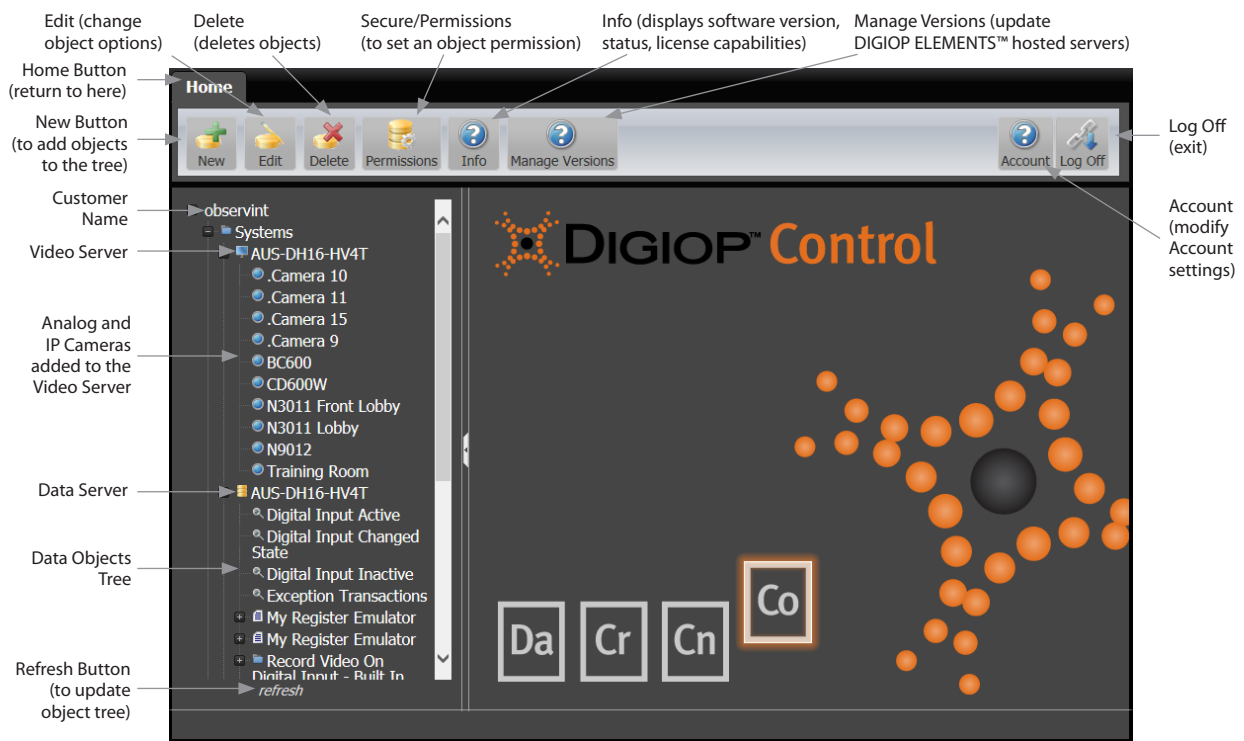 Edit (change
object options)
Delete
(deletes objects)
Secure/Permissions
(to set an object permission)
Info (displays software version,
status, license capabilities)
Manage Versions (update
DIGIOP ELEMENTS™ hosted servers)
Home Button
(return to here)
Home
New Button
(to add objects
to the tree)
New
Edit
Delete
Permissions
Info
Manage Versions
Account
Log Off
Log Off
(exit)
Customer
Name
Video Server
Analog and
IP Cameras
added to the
Video Server
Data Server
Data Objects
Tree
Refresh Button
(to update
object tree)
observint
Systems
AUS-DH16-HV4T
.Camera 10
.Camera 11
.Camera 15
.Camera 9
BC600
CD600W
N3011 Front Lobby
N3011 Lobby
N9012
Training Room
AUS-DH16-HV4T
Digital Input Active
Digital Input Changed
State
Digital Input Inactive
Exception Transactions
My Register Emulator
My Register Emulator
Record Video On
Digital Input - Built In
refresh
DIGIOP™ Control
Da
Cr
Cn
Co
Account
(modify
Account
settings)